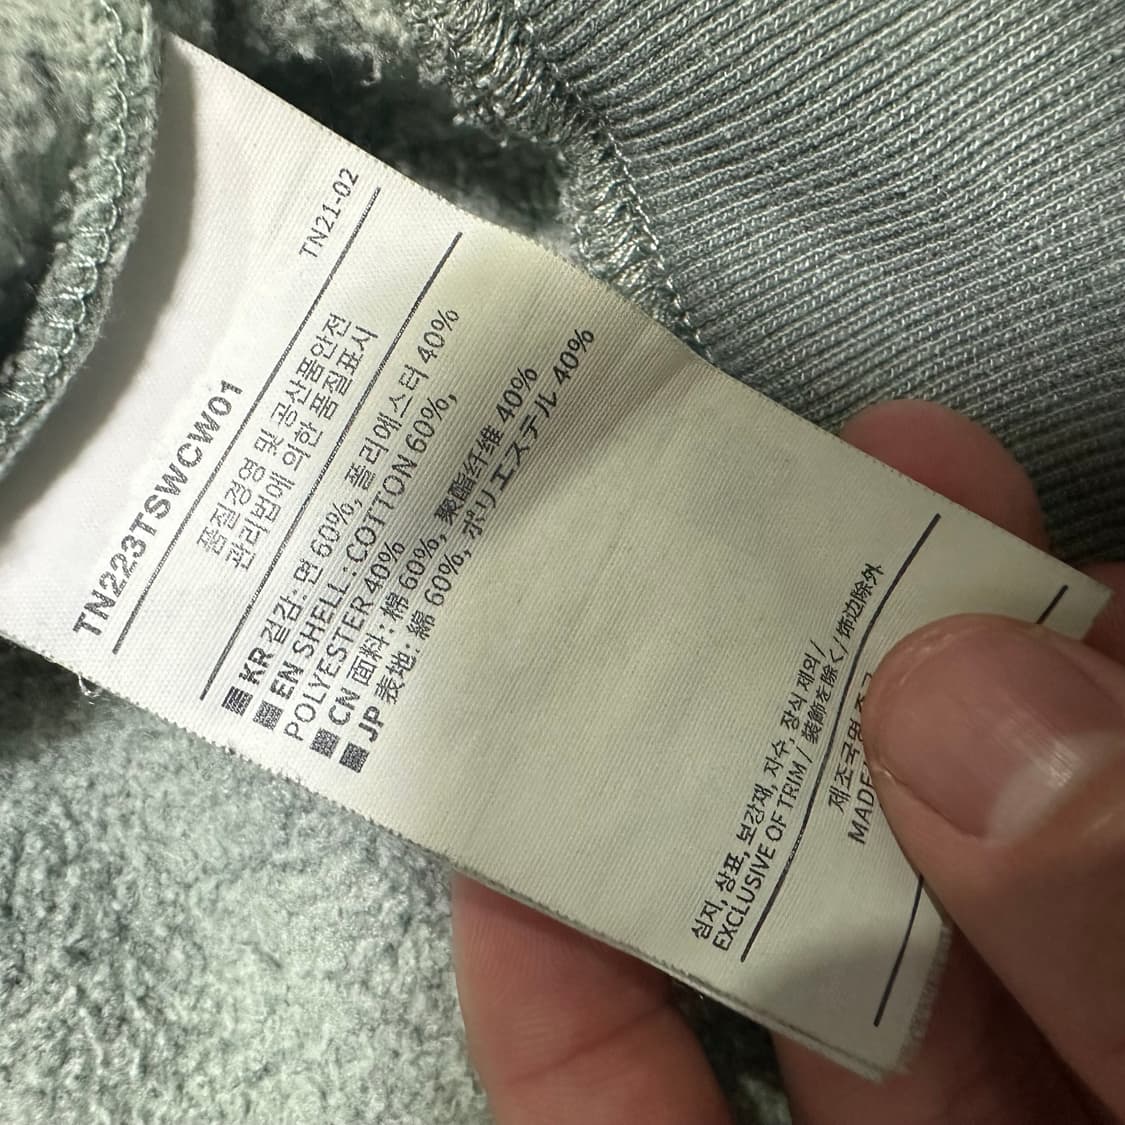 TN21-02
TN223TSWCW01
품질경영 및 공산품안전
관리법에 의한 품질표시
KR 겉감: 면 60%, 폴리에스터 40%
EN SHELL: COTTON 60%,
POLYESTER 40%
CN 面料: 棉 60%, 聚酯纤维 40%
JP 表地: 綿 60%, ポリエステル 40%
심지, 상표, 보강재, 자수, 장식 제외/
EXCLUSIVE OF TRIM / 装飾を除く/ 饰边除外
제조국명
MADE